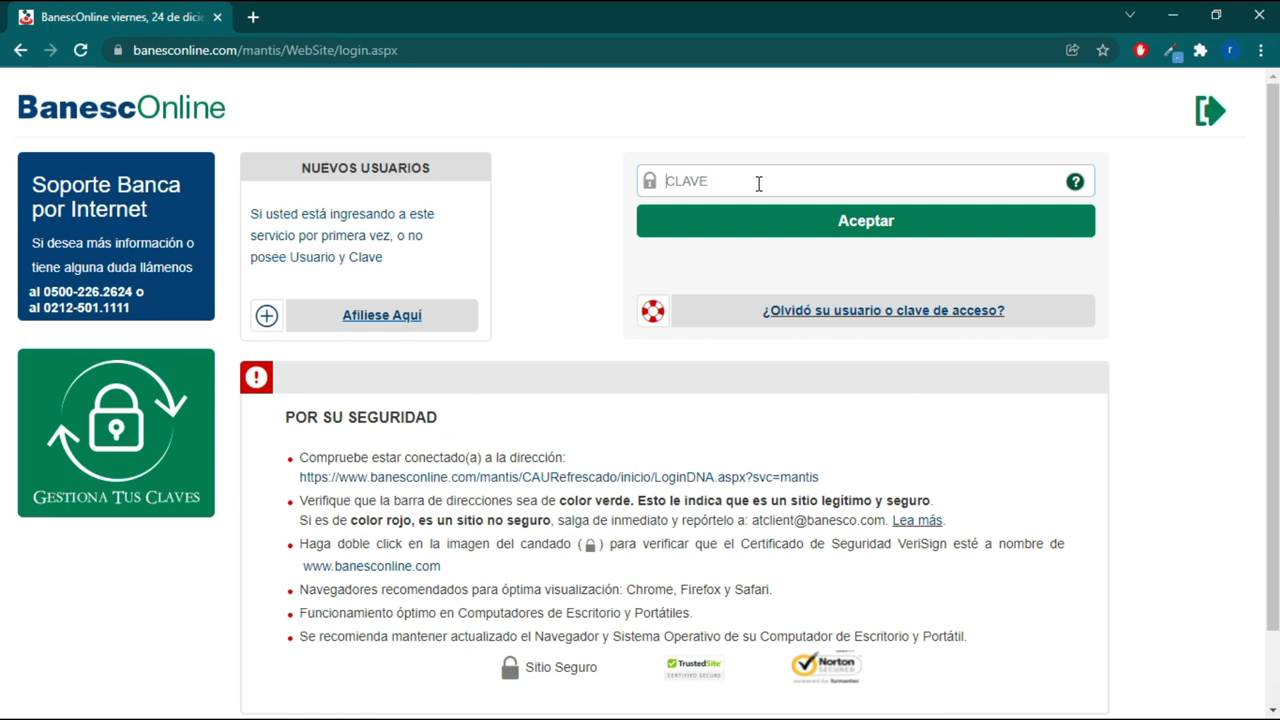 BanescOnline viernes, 24 de dicie
banesconline.com/mantis/WebSite/login.aspx
r
BanescOnline
Soporte Banca
por Internet
Si desea más información o
tiene alguna duda llámenos
al 0500-226.2624 o
al 0212-501.1111
GESTIONA TUS CLAVES
NUEVOS USUARIOS
Si usted está ingresando a este
servicio por primera vez, o no
posee Usuario y Clave
Afíliese Aquí
CLAVE
?
Aceptar
¿Olvidó su usuario o clave de acceso?
!
POR SU SEGURIDAD
Compruebe estar conectado(a) a la dirección:
https://www.banesconline.com/mantis/CAURefrescado/inicio/LoginDNA.aspx?svc=mantis
Verifique que la barra de direcciones sea de color verde. Esto le indica que es un sitio legítimo y seguro.
Si es de color rojo, es un sitio no seguro, salga de inmediato y repórtelo a: atclient@banesco.com. Lea más.
Haga doble click en la imagen del candado ( ) para verificar que el Certificado de Seguridad VeriSign esté a nombre de
www.banesconline.com
Navegadores recomendados para óptima visualización: Chrome, Firefox y Safari.
Funcionamiento óptimo en Computadores de Escritorio y Portátiles.
Se recomienda mantener actualizado el Navegador y Sistema Operativo de su Computador de Escritorio y Portátil.
Sitio Seguro
TrustedSite
CERTIFIED SECURE
Norton
SECURED
powered by Symantec